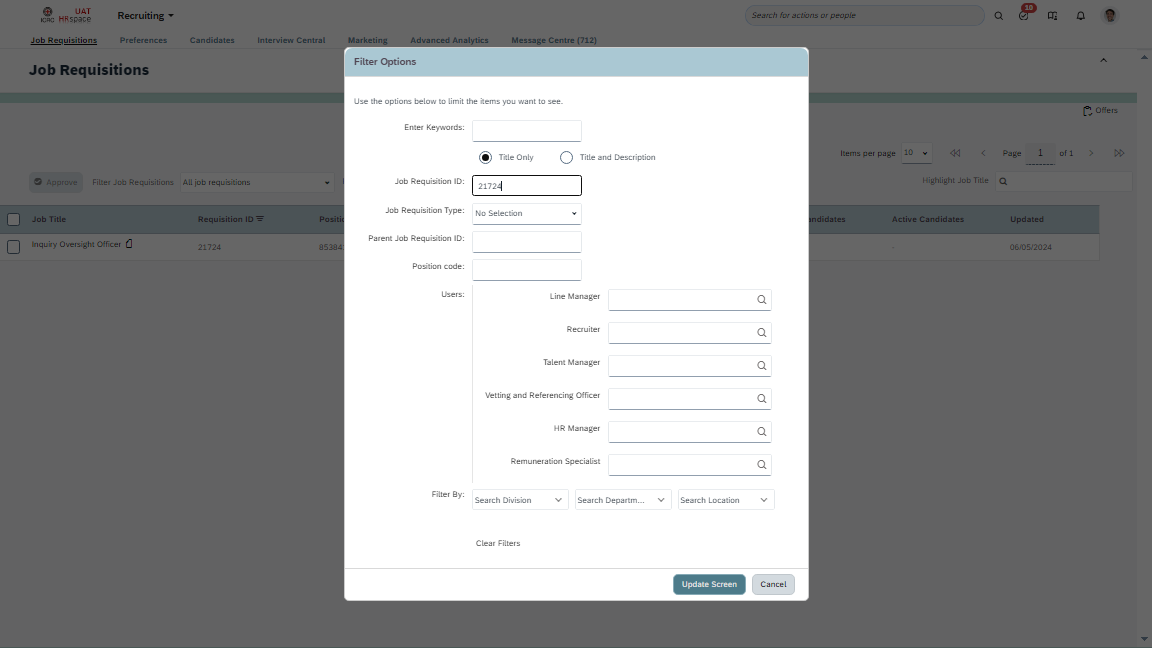 ICRC
UAT
HRspace
Recruiting
Search for actions or people
10
Job Requisitions
Preferences
Candidates
Interview Central
Marketing
Advanced Analytics
Message Centre (712)
Job Requisitions
Offers
Items per page
10
Page
1
of 1
Approve
Filter Job Requisitions
All job requisitions
Highlight Job Title
Job Title
Requisition ID
Active Candidates
Updated
Inquiry Oversight Officer
21724
-
06/05/2024
Filter Options
Use the options below to limit the items you want to see.
Enter Keywords:
Title Only
Title and Description
Job Requisition ID:
21724
Job Requisition Type:
No Selection
Parent Job Requisition ID:
Position code:
Users:
Line Manager
Recruiter
Talent Manager
Vetting and Referencing Officer
HR Manager
Remuneration Specialist
Filter By:
Search Division
Search Departm...
Search Location
Clear Filters
Update Screen
Cancel